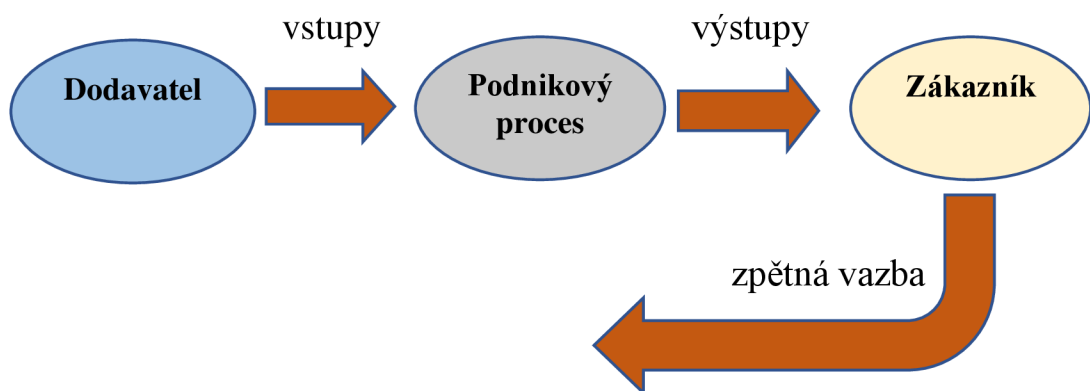 vstupy
výstupy
Dodavatel
Podnikový
proces
Zákazník
zpětná vazba